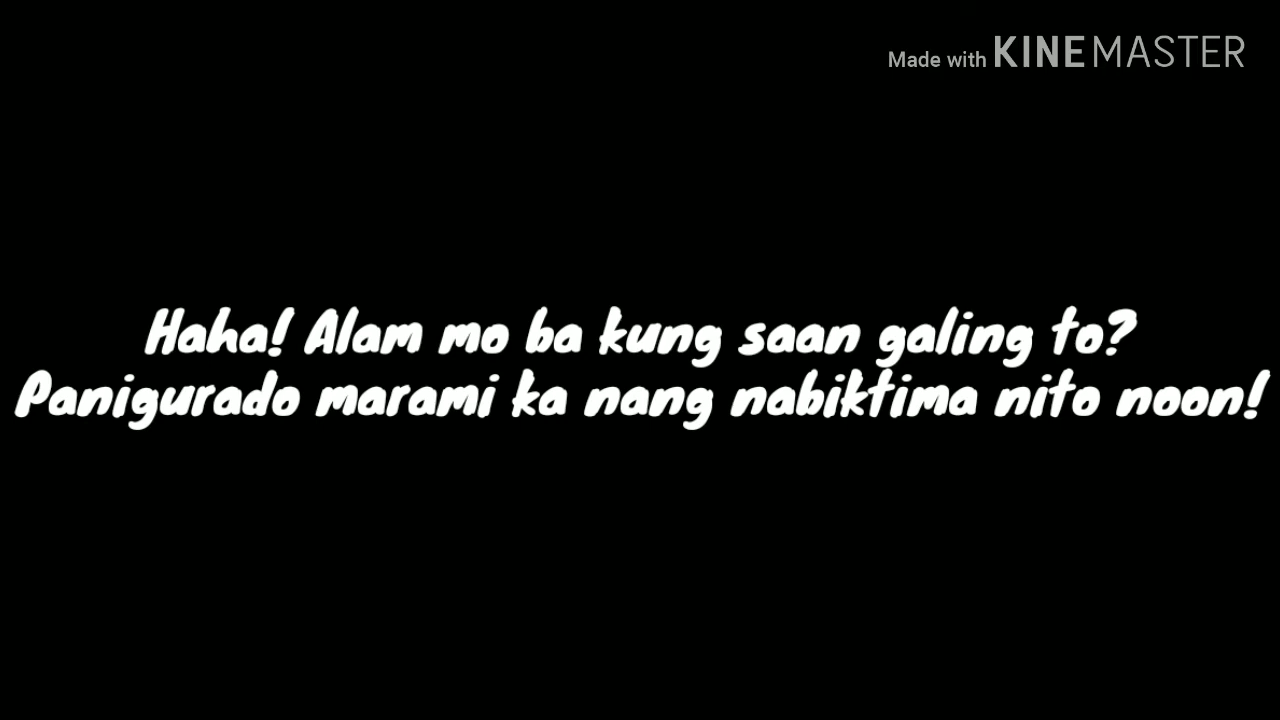 Made with KINEMASTER
Haha! Alam mo ba kung saan galing to?
Panigurado marami ka nang nabiktima nito noon!